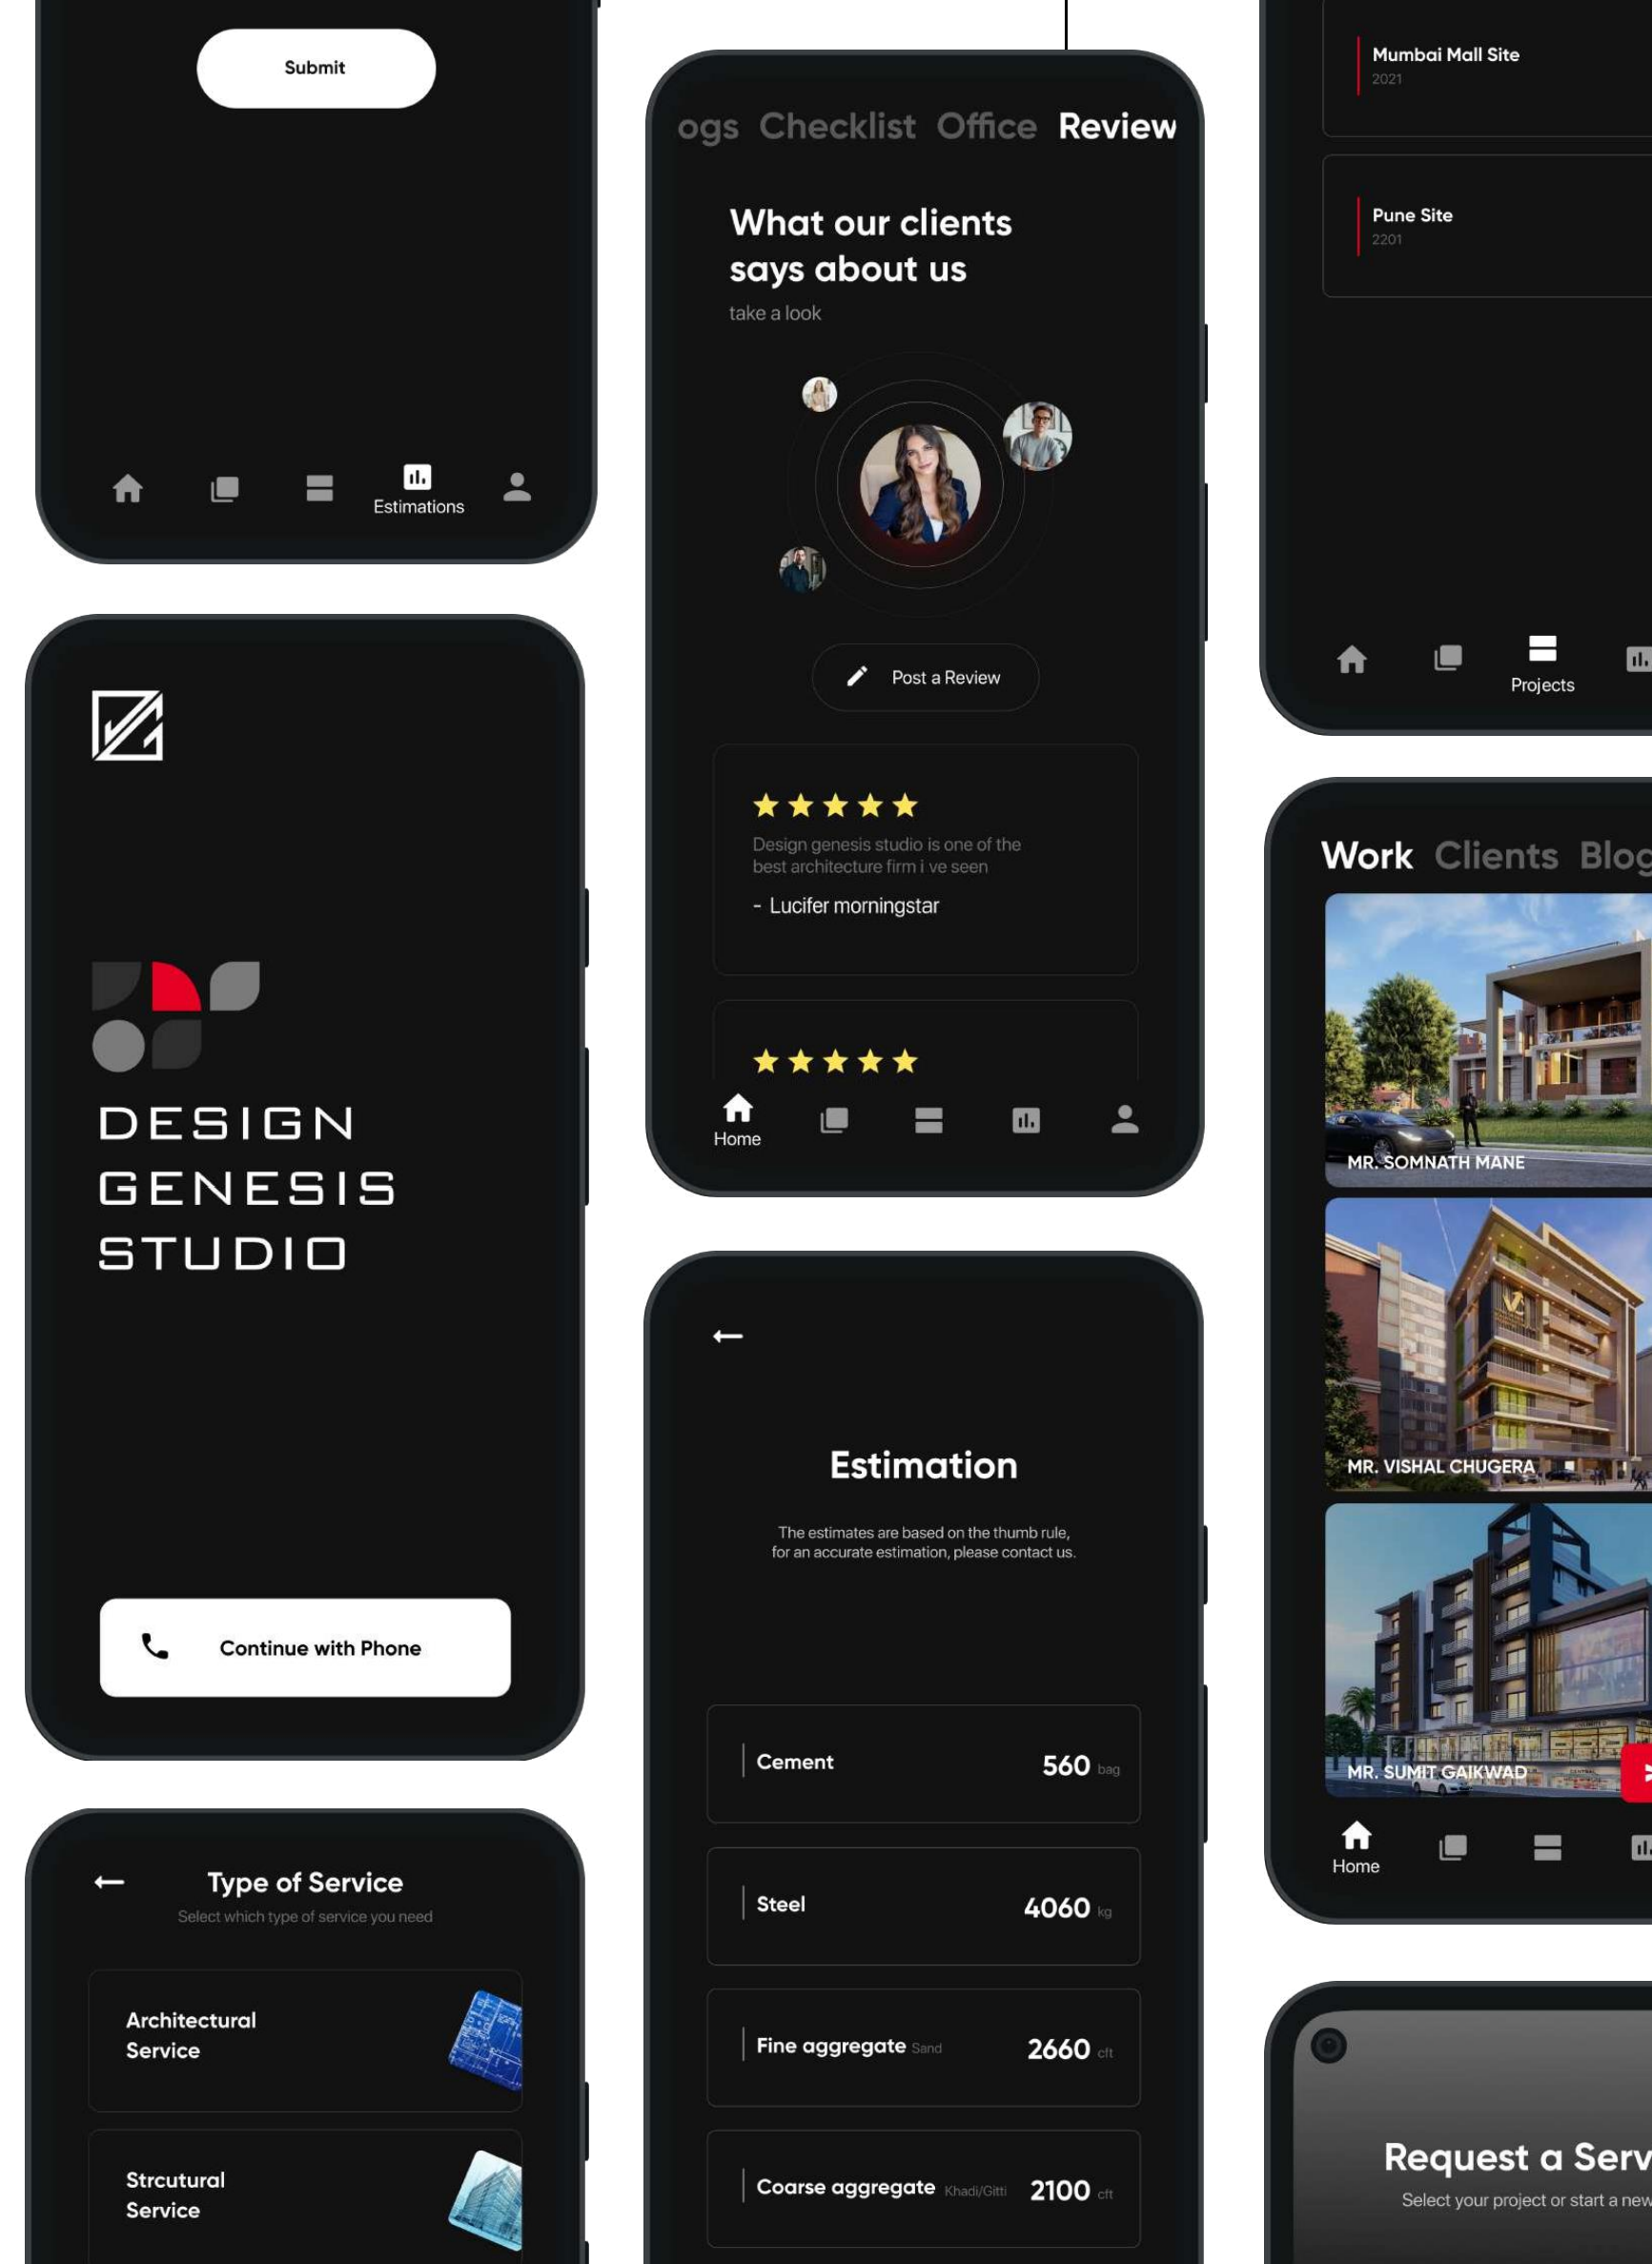 Submit
Estimations
DESIGN
GENESIS
STUDIO
Continue with Phone
Type of Service
Select which type of service you need
Architectural
Service
Strcutural
Service
ogs Checklist Office Review
What our clients
says about us
take a look
Post a Review
Design genesis studio is one of the
best architecture firm i ve seen
- Lucifer morningstar
Home
Estimation
The estimates are based on the thumb rule,
for an accurate estimation, please contact us.
Cement 560 bag
Steel 4060 kg
Fine aggregate Sand 2660 cft
Coarse aggregate Khadi/Gitti 2100 cft
Mumbai Mall Site
2021
Pune Site
2201
Projects
Work Clients Blog
MR. SOMNATH MANE
MR. VISHAL CHUGERA
MR. SUMIT GAIKWAD
Home
Request a Serv
Select your project or start a new